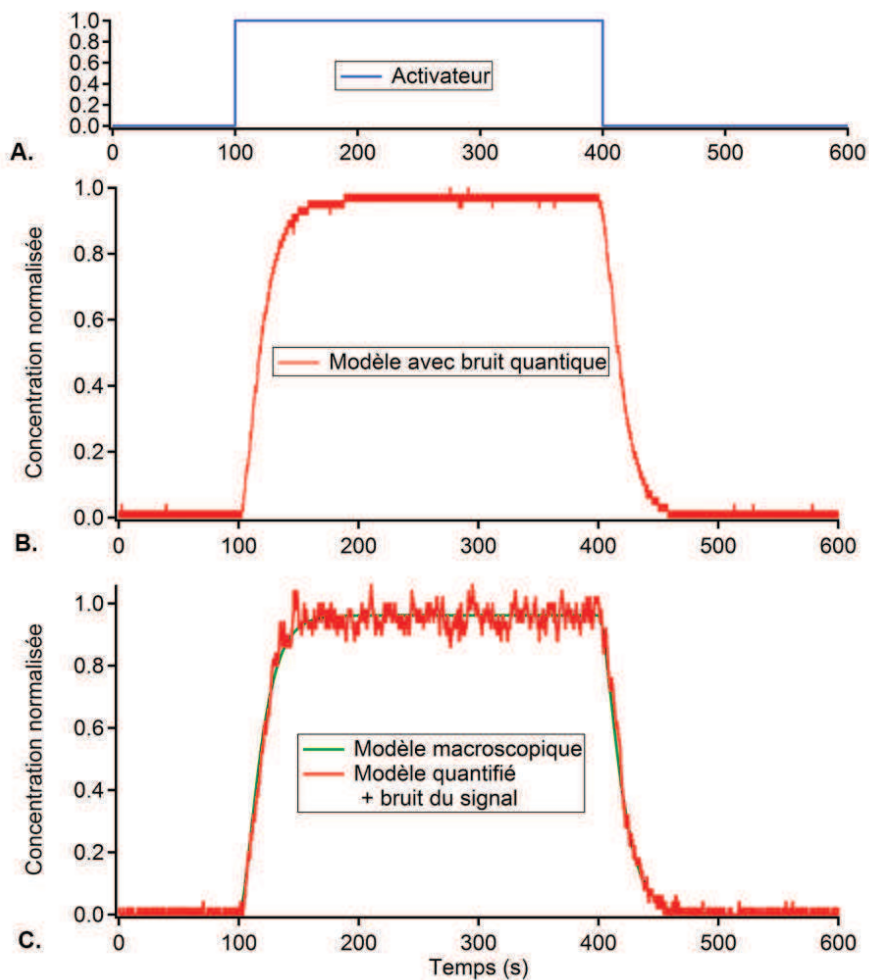 1.0
0.8
0.6
0.4
0.2
0.0
Activateur
0 100 200 300 400 500 600
A.
Concentration normalisée
1.0
0.8
0.6
0.4
0.2
0.0
Modèle avec bruit quantique
0 100 200 300 400 500 600
B.
Concentration normalisée
1.0
0.8
0.6
0.4
0.2
0.0
Modèle macroscopique
Modèle quantifié
+ bruit du signal
0 100 200 300 400 500 600
C.
Temps (s)